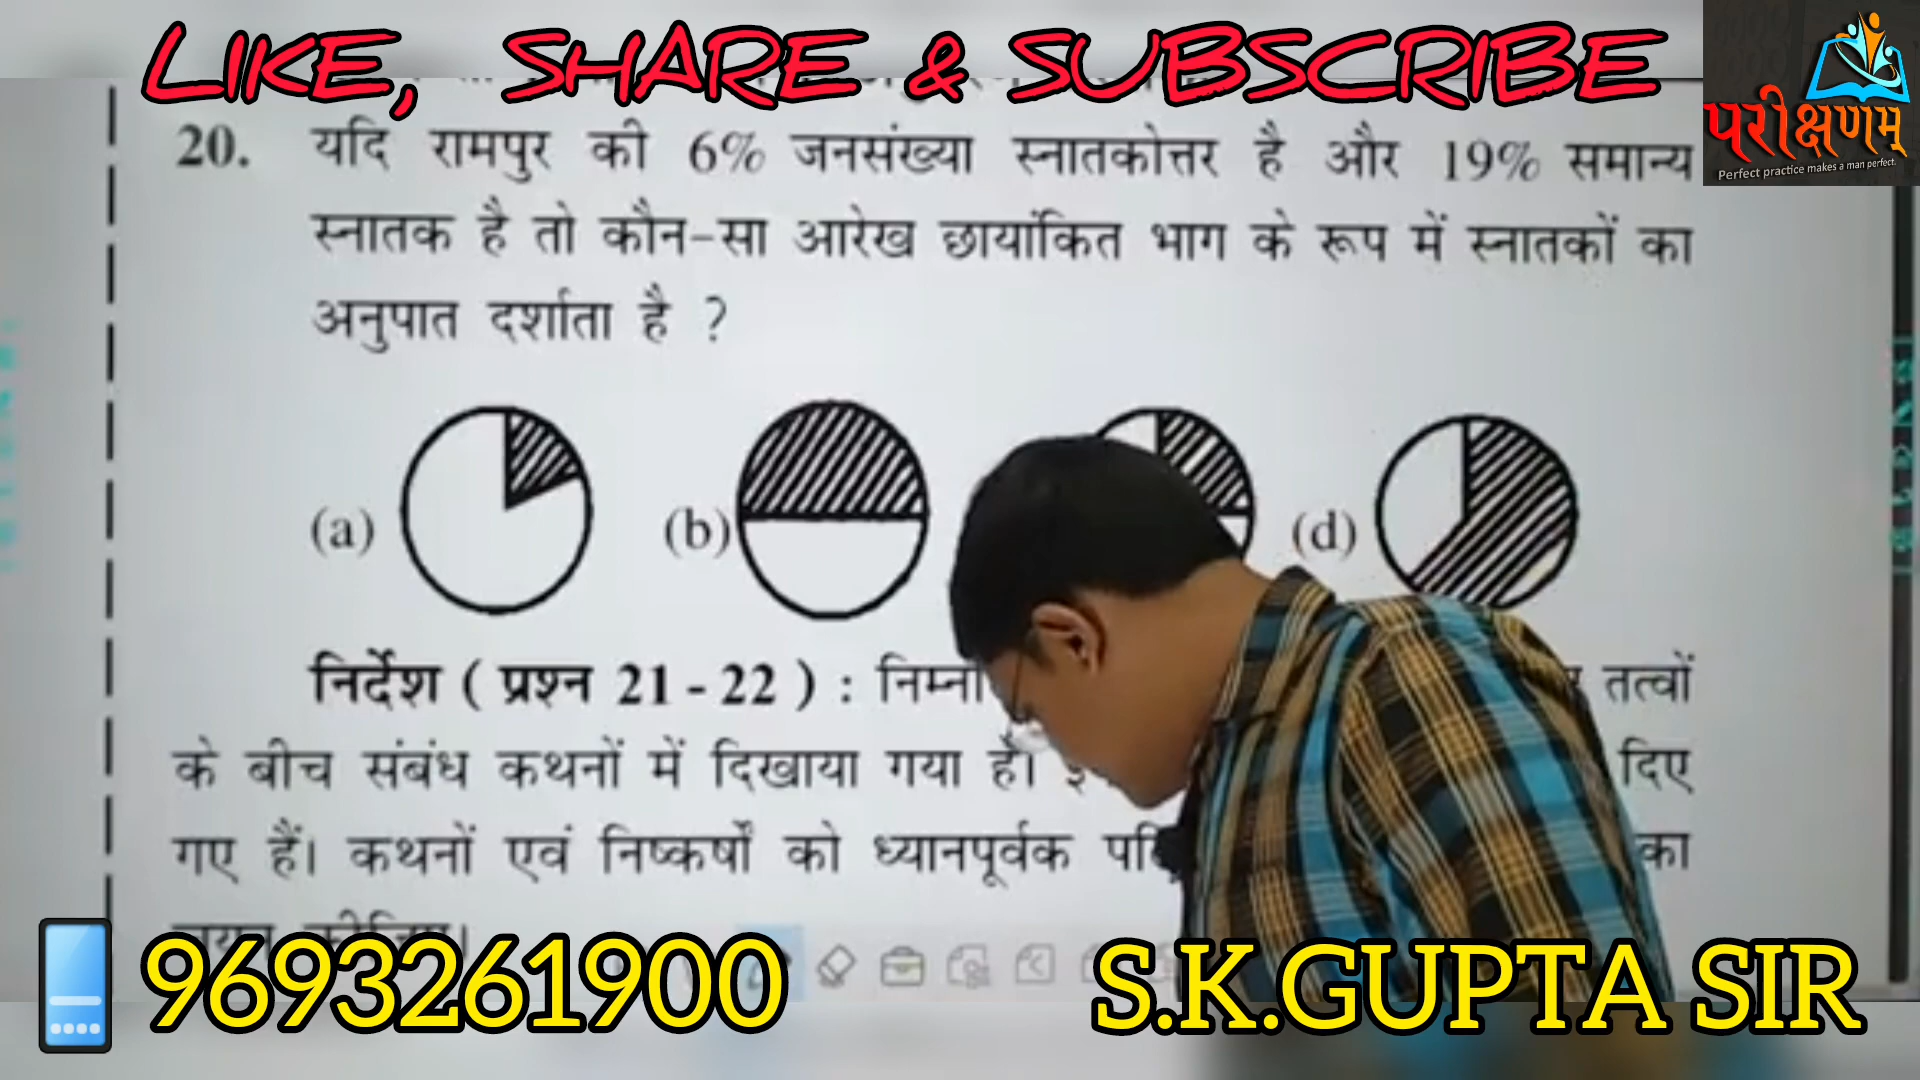 LIKE, SHARE & SUBSCRIBE
परीक्षणम्
Perfect practice makes a man perfect.
20. यदि रामपुर की 6% जनसंख्या स्नातकोत्तर है और 19% समान्य
स्नातक है तो कौन-सा आरेख छायांकित भाग के रूप में स्नातकों का
अनुपात दर्शाता है ?
(a) (b) (d)
निर्देश ( प्रश्न 21 - 22 ) : तत्वों
के बीच संबंध कथनों में दिखाया गया है। दिए
गए हैं। कथनों एवं निष्कर्षों को ध्यानपूर्वक का
9693261900 S.K.GUPTA SIR